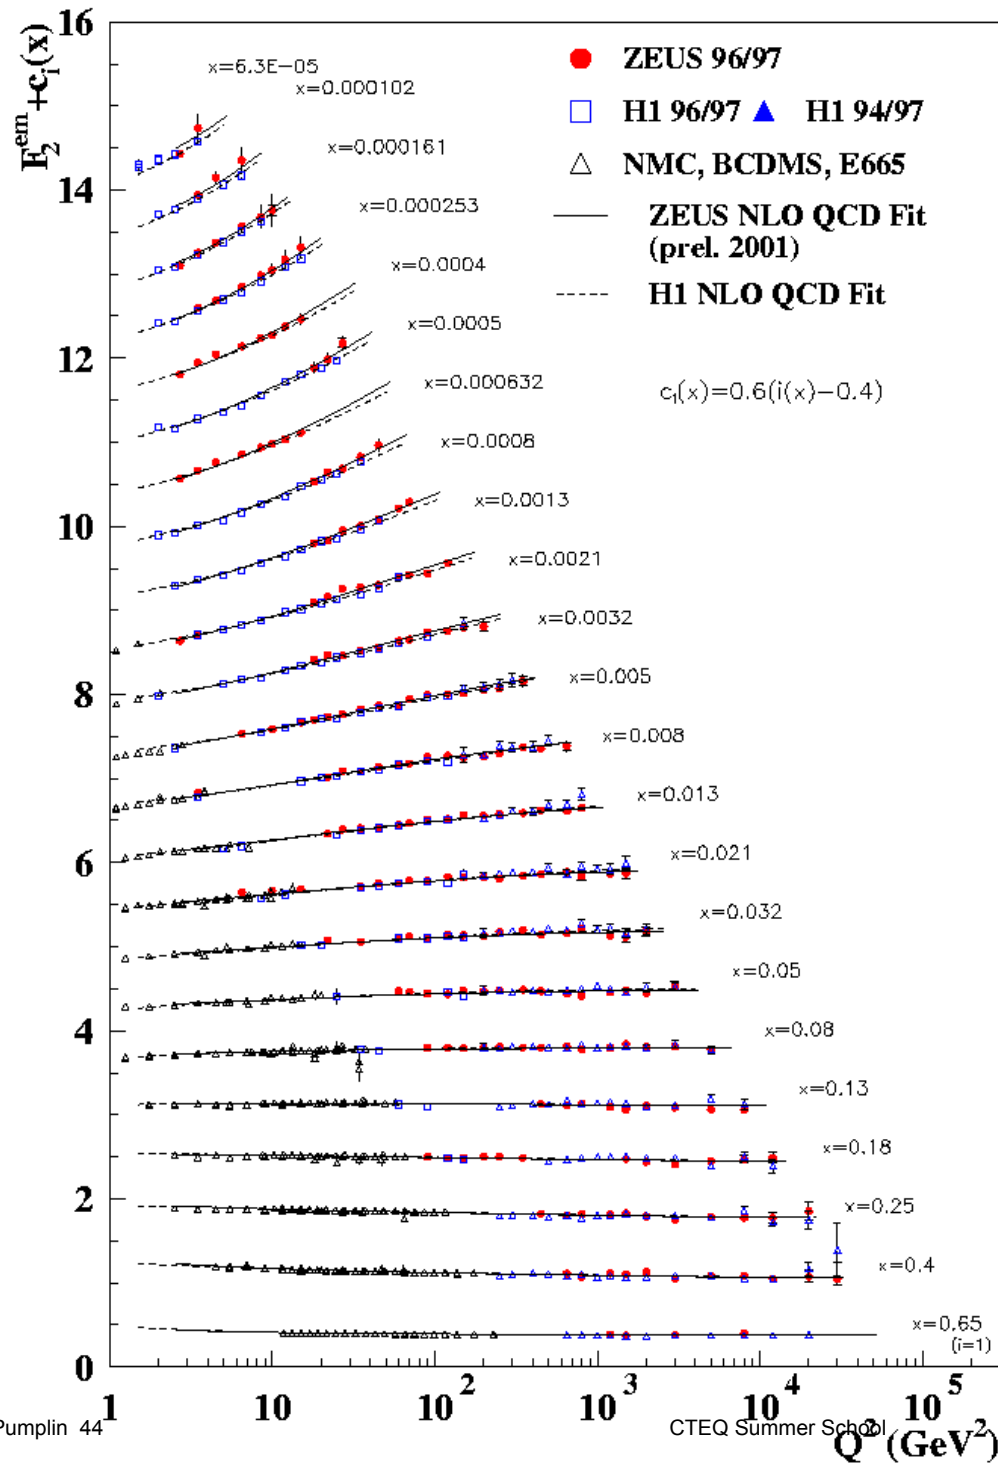 16
14
12
10
8
6
4
2
0
F₂ᵉᵐ+cᵢ(x)
ZEUS 96/97
H1 96/97
H1 94/97
NMC, BCDMS, E665
ZEUS NLO QCD Fit
(prel. 2001)
H1 NLO QCD Fit
cᵢ(x)=0.6(i(x)−0.4)
x=6.3E−05
x=0.000102
x=0.000161
x=0.000253
x=0.0004
x=0.0005
x=0.000632
x=0.0008
x=0.0013
x=0.0021
x=0.0032
x=0.005
x=0.008
x=0.013
x=0.021
x=0.032
x=0.05
x=0.08
x=0.13
x=0.18
x=0.25
x=0.4
x=0.65
(i=1)
1
10
10²
10³
10⁴
10⁵
Q² (GeV²)
Pumplin 44
CTEQ Summer School